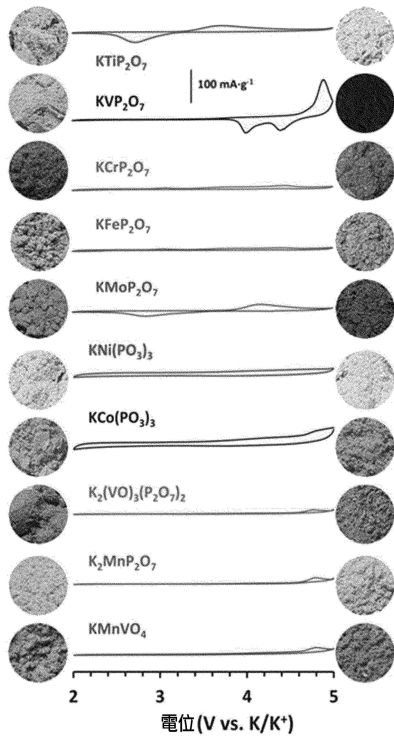 KTiP₂O₇
100 mA·g⁻¹
KVP₂O₇
KCrP₂O₇
KFeP₂O₇
KMoP₂O₇
KNi(PO₃)₃
KCo(PO₃)₃
K₂(VO)₃(P₂O₇)₂
K₂MnP₂O₇
KMnVO₄
2 3 4 5
電位(V vs. K/K⁺)